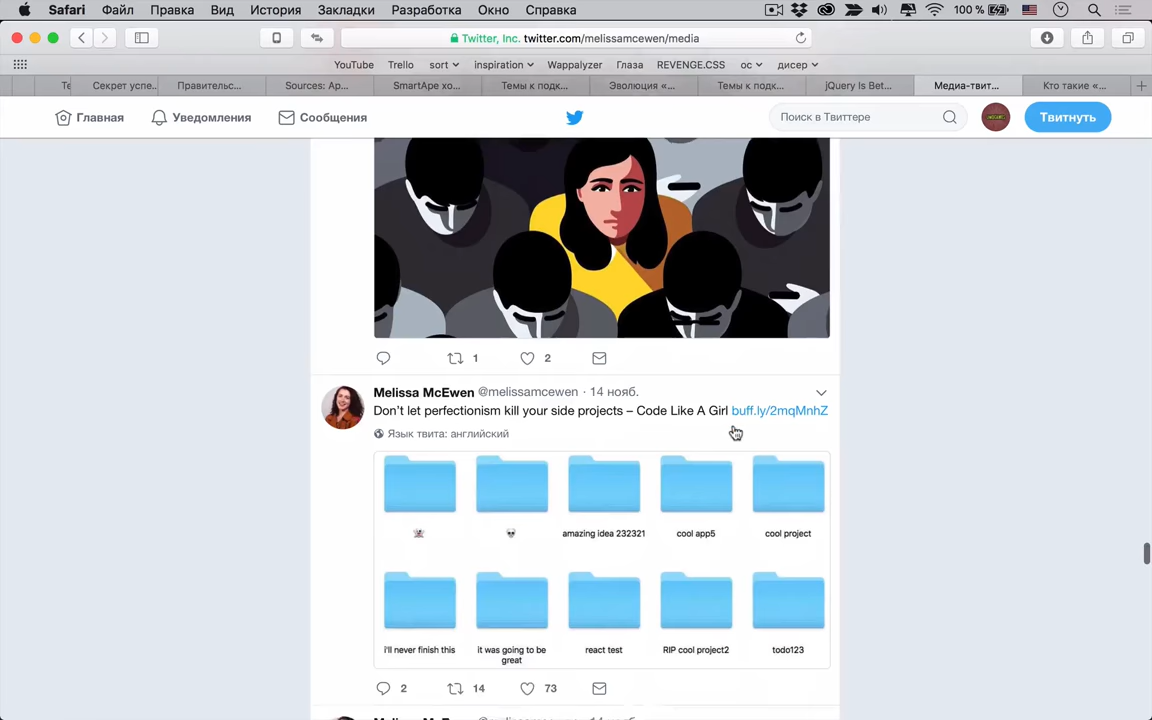 Safari Файл Правка Вид История Закладки Разработка Окно Справка 100 %
Twitter, Inc. twitter.com/melissamcewen/media
YouTube Trello sort inspiration Wappalyzer Глаза REVENGE.CSS ос дисер
Те Секрет успе... Правительс... Sources: Ap... SmartApe хо... Темы к подк... Эволюция «... Темы к подк... jQuery Is Bet... Медиа-твит... Кто такие «...
Главная Уведомления Сообщения Поиск в Твиттере Твитнуть
1 2
Melissa McEwen @melissamcewen · 14 нояб.
Don't let perfectionism kill your side projects – Code Like A Girl buff.ly/2mqMnhZ
Язык твита: английский
amazing idea 232321 cool app5 cool project
i'll never finish this it was going to be great react test RIP cool project2 todo123
2 14 73